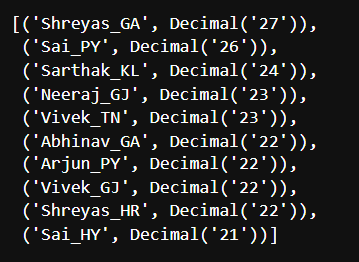 [('Shreyas_GA', Decimal('27')),
('Sai_PY', Decimal('26')),
('Sarthak_KL', Decimal('24')),
('Neeraj_GJ', Decimal('23')),
('Vivek_TN', Decimal('23')),
('Abhinav_GA', Decimal('22')),
('Arjun_PY', Decimal('22')),
('Vivek_GJ', Decimal('22')),
('Shreyas_HR', Decimal('22')),
('Sai_HY', Decimal('21'))]